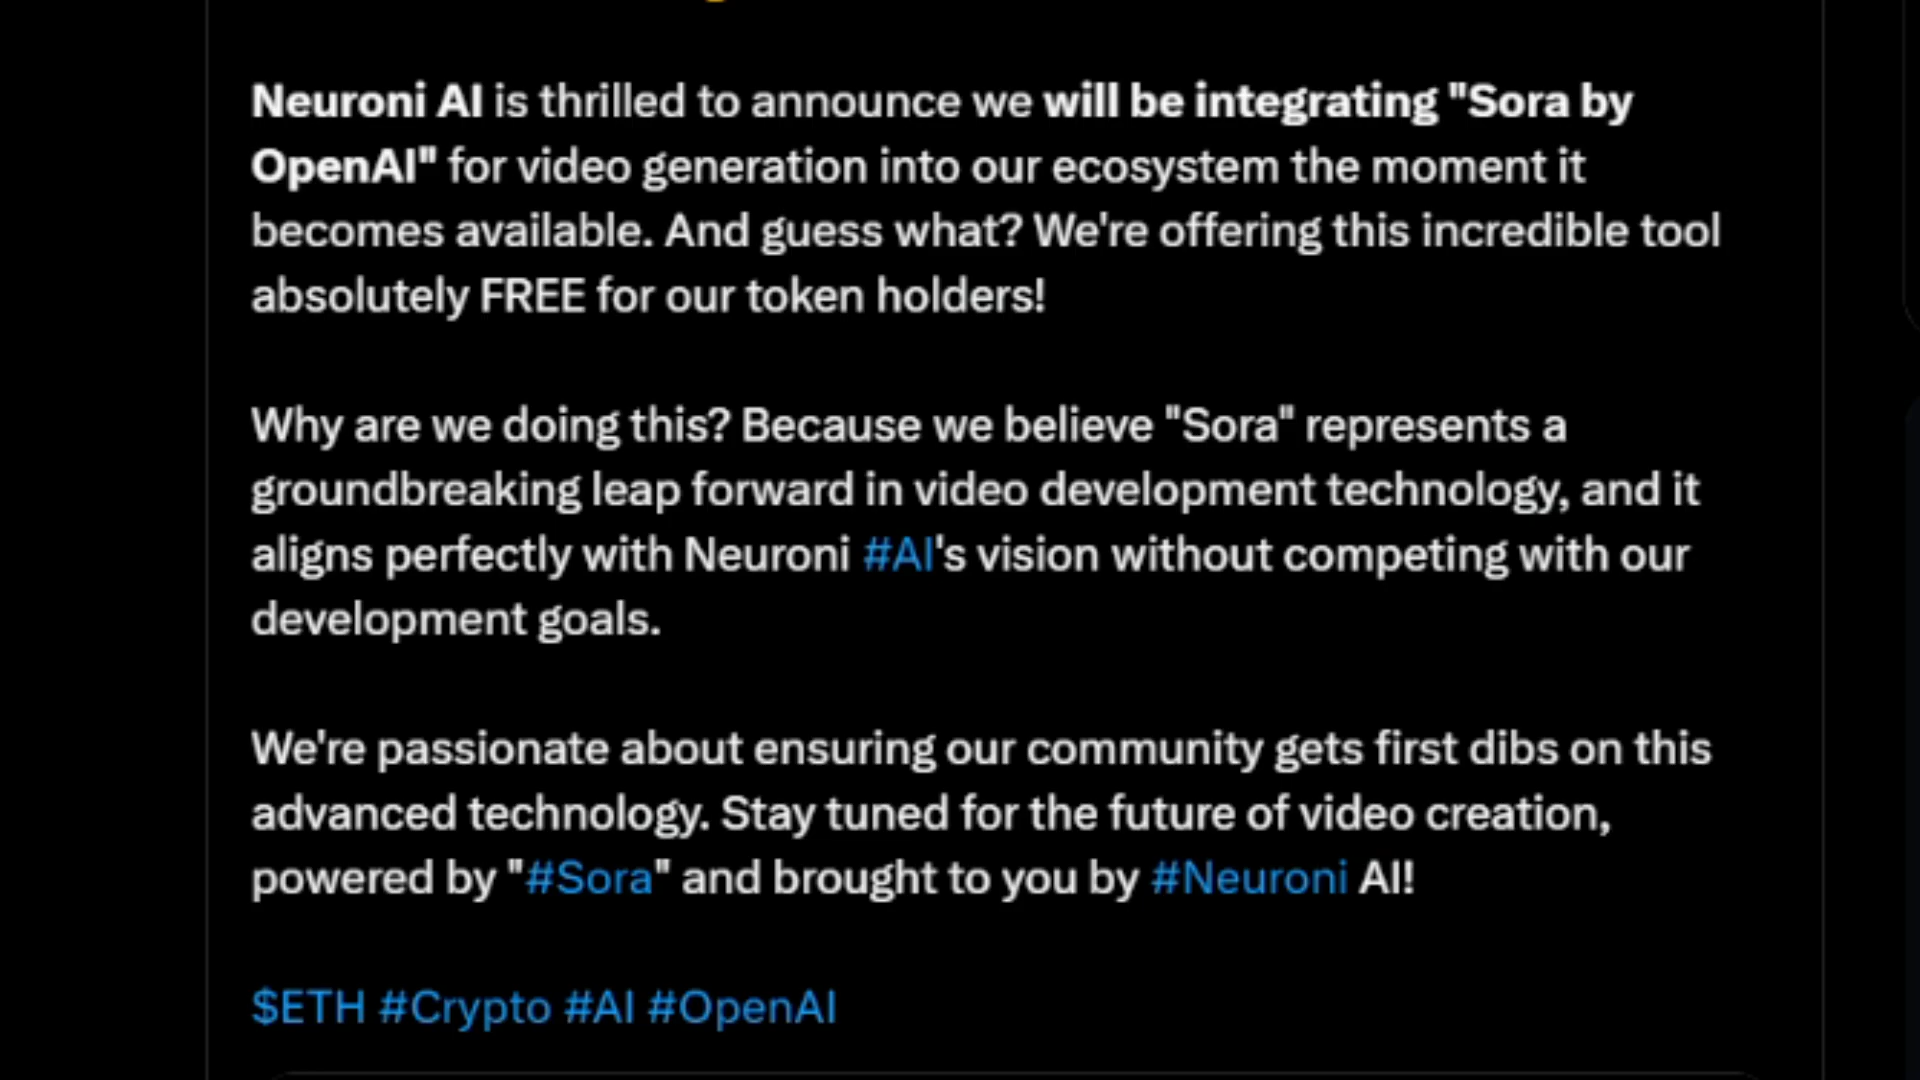 Neuroni AI is thrilled to announce we will be integrating "Sora by
OpenAI" for video generation into our ecosystem the moment it
becomes available. And guess what? We're offering this incredible tool
absolutely FREE for our token holders!
Why are we doing this? Because we believe "Sora" represents a
groundbreaking leap forward in video development technology, and it
aligns perfectly with Neuroni #AI's vision without competing with our
development goals.
We're passionate about ensuring our community gets first dibs on this
advanced technology. Stay tuned for the future of video creation,
powered by "#Sora" and brought to you by #Neuroni AI!
$ETH #Crypto #AI #OpenAI